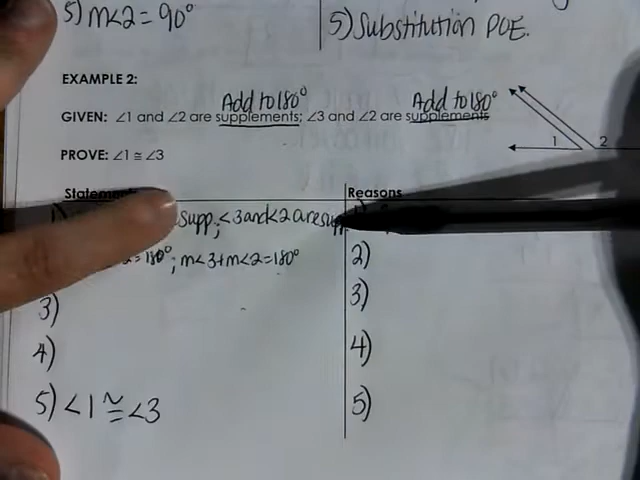 5) m<2 = 90°
5) Substitution POE.
EXAMPLE 2:
Add to 180° Add to 180°
GIVEN: ∠1 and ∠2 are supplements; ∠3 and ∠2 are supplements
PROVE: ∠1 ≅ ∠3
1 2
Reasons
supp; <3 and <2 are supp
= 180°; m<3 + m<2 = 180°
2)
3)
3)
4)
4)
5) <1 ≅ <3
5)